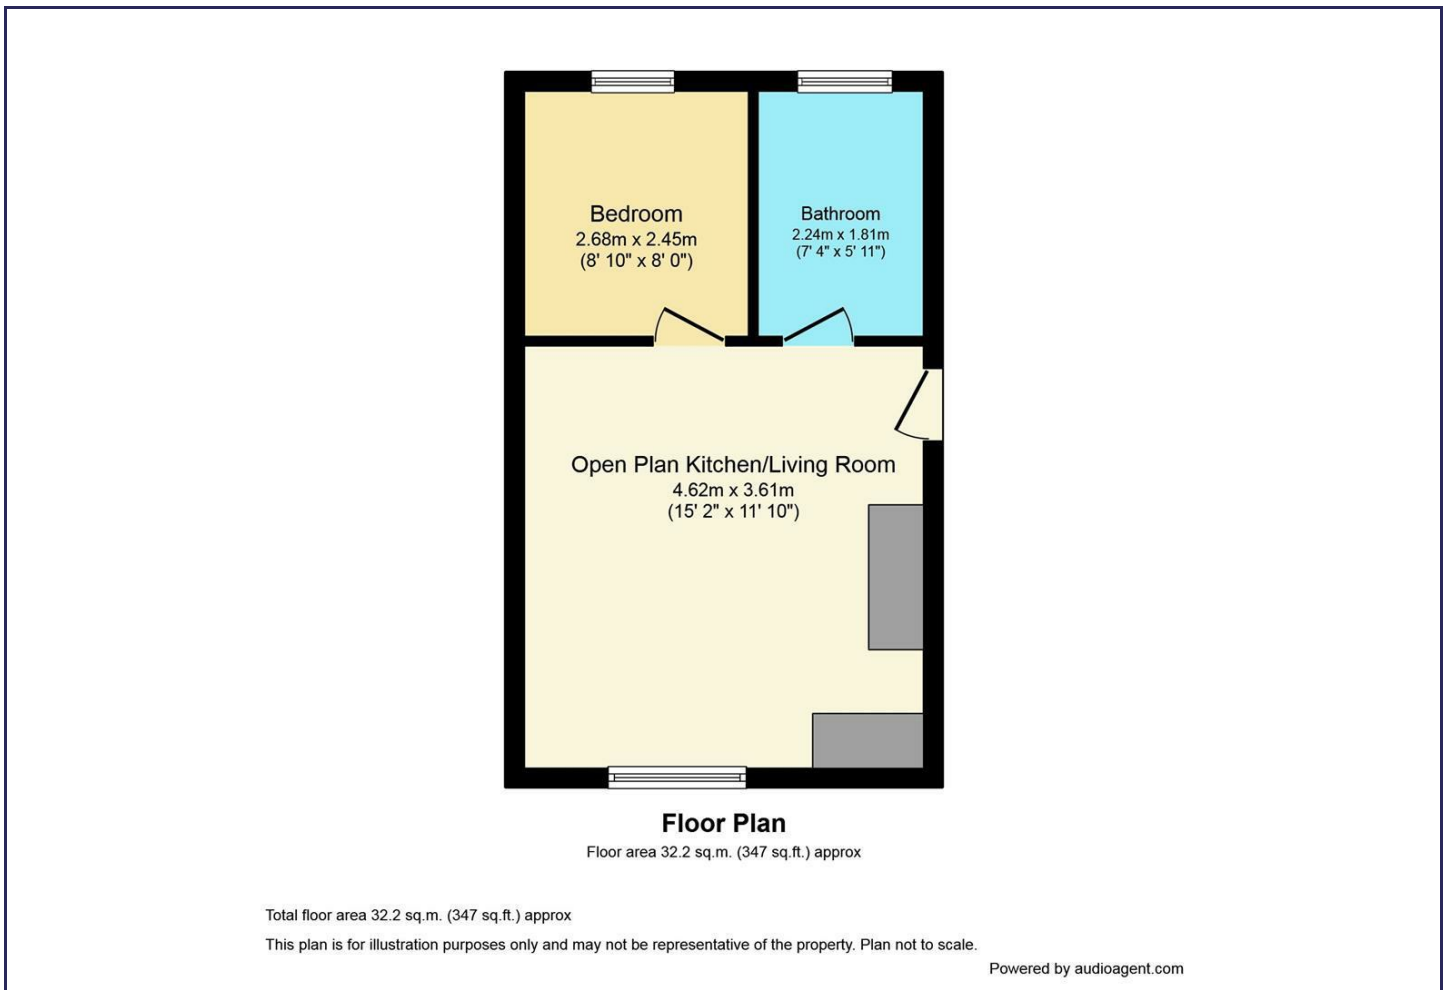 Bedroom
2.68m x 2.45m
(8' 10" x 8' 0")
Bathroom
2.24m x 1.81m
(7' 4" x 5' 11")
Open Plan Kitchen/Living Room
4.62m x 3.61m
(15' 2" x 11' 10")
Floor Plan
Floor area 32.2 sq.m. (347 sq.ft.) approx
Total floor area 32.2 sq.m. (347 sq.ft.) approx
This plan is for illustration purposes only and may not be representative of the property. Plan not to scale.
Powered by audioagent.com